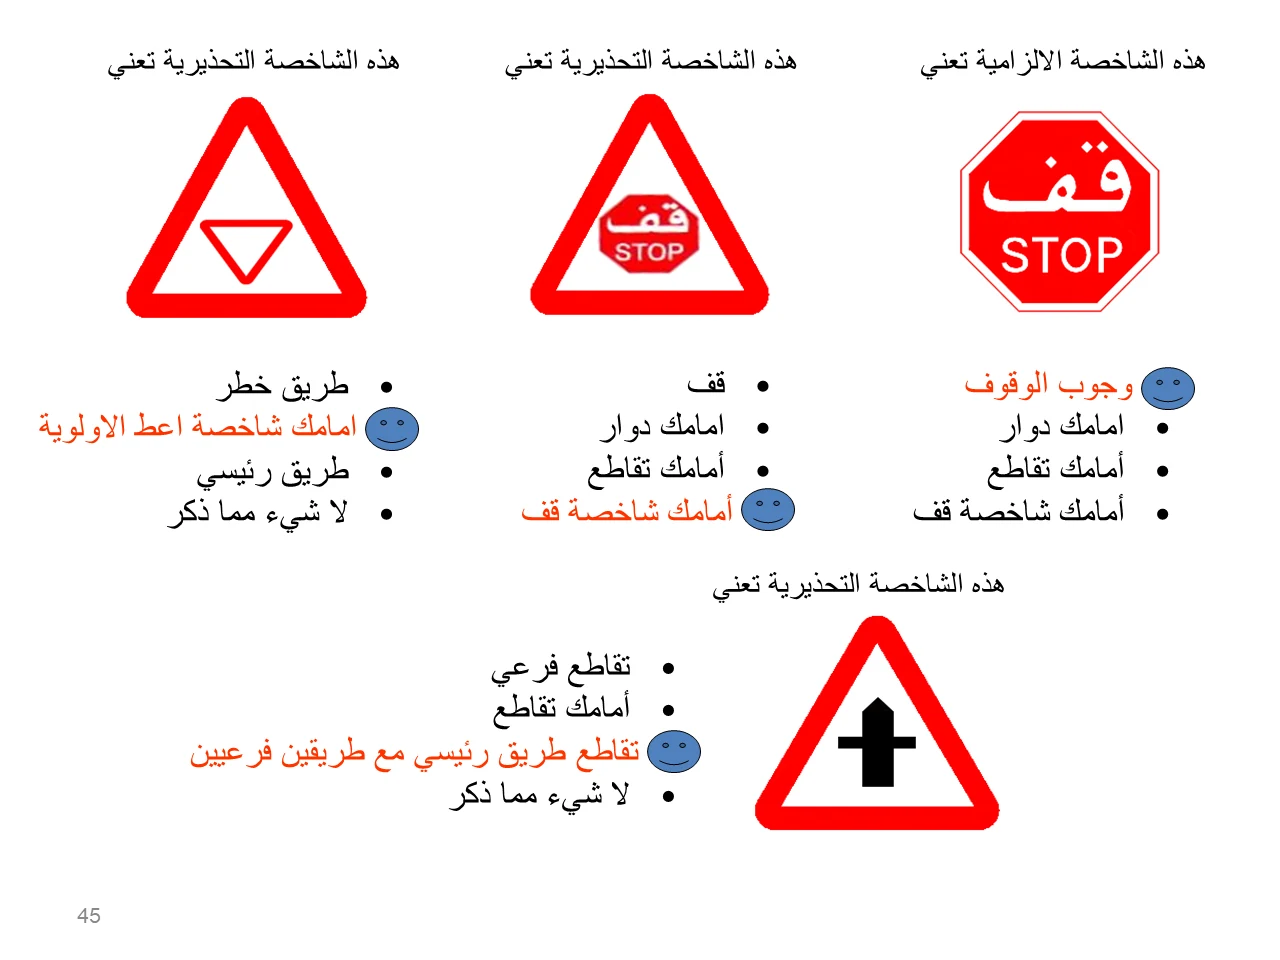 هذه الشاخصة الالزامية تعني
قف
STOP
وجوب الوقوف
امامك دوار
أمامك تقاطع
أمامك شاخصة قف
هذه الشاخصة التحذيرية تعني
قف
STOP
قف
امامك دوار
أمامك تقاطع
أمامك شاخصة قف
هذه الشاخصة التحذيرية تعني
طريق خطر
امامك شاخصة اعط الاولوية
طريق رئيسي
لا شيء مما ذكر
هذه الشاخصة التحذيرية تعني
تقاطع فرعي
أمامك تقاطع
تقاطع طريق رئيسي مع طريقين فرعيين
لا شيء مما ذكر
45